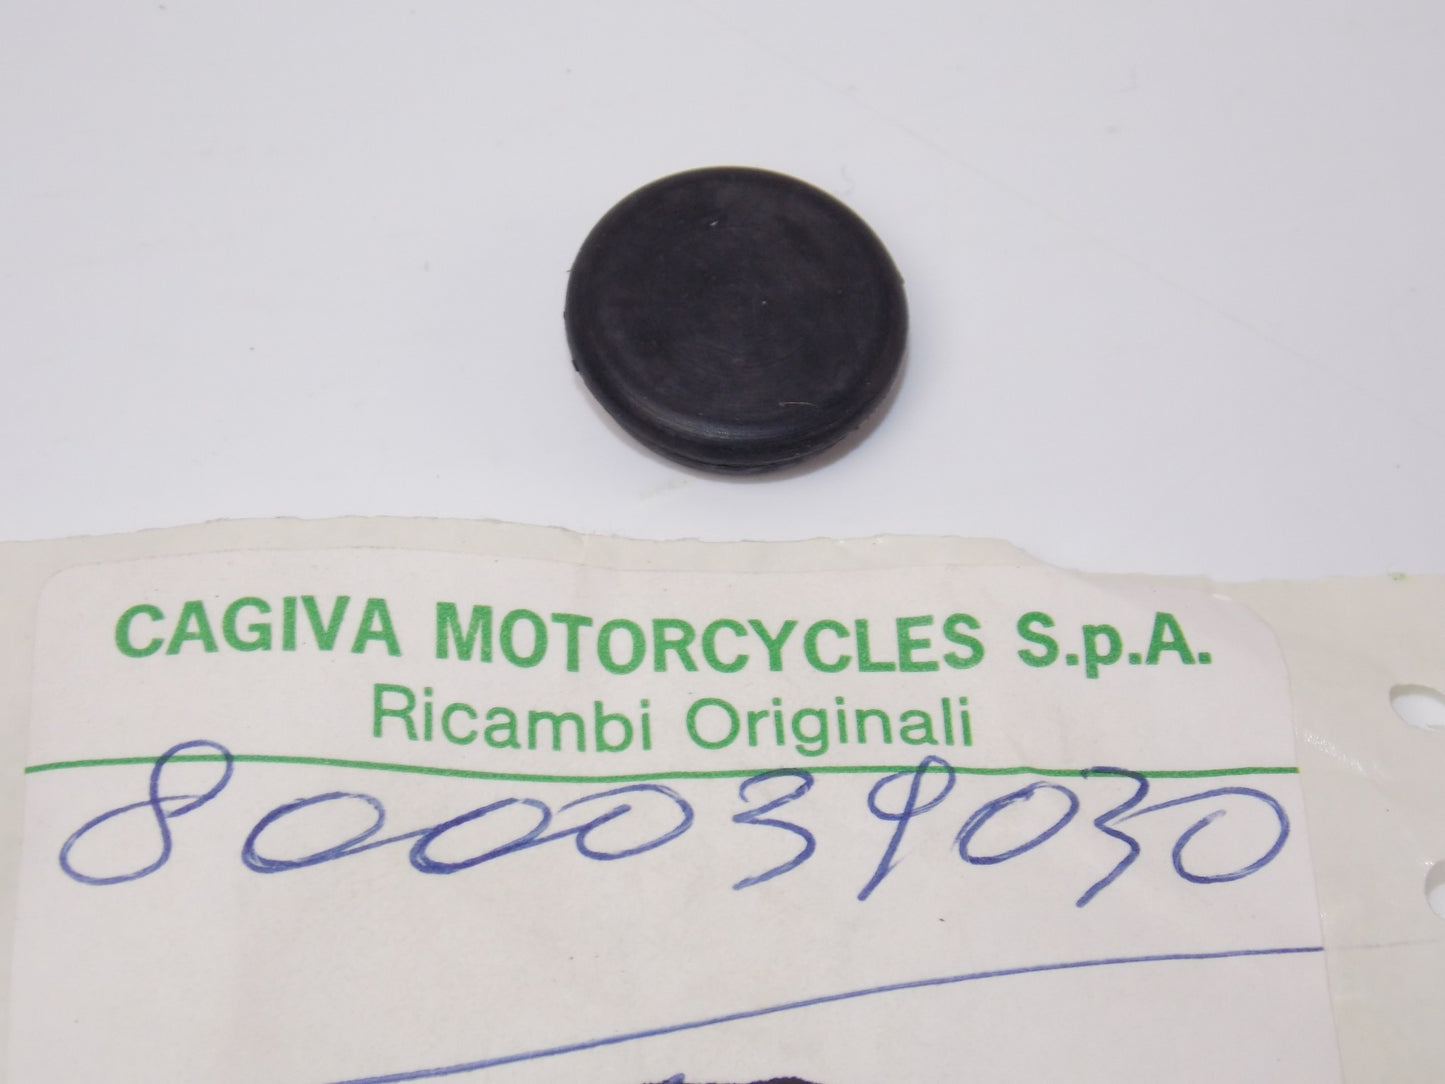 CAGIVA MOTORCYCLES S.p.A.
Ricambi Originali
800039030